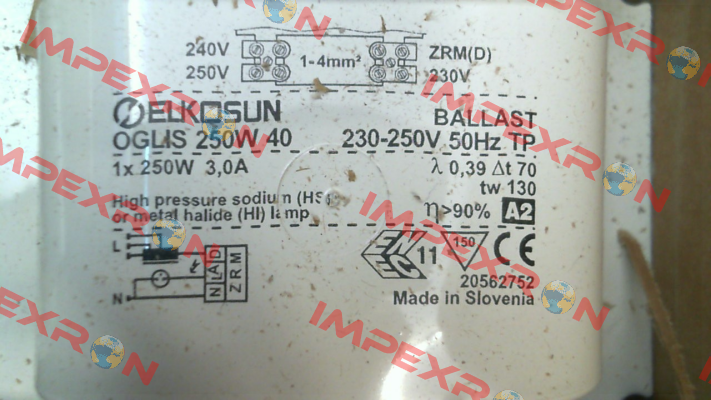 240V
ZRM(D)
1-4mm²
250V
230V
ELKOSUN
BALLAST
OGLIS 250W 40
230-250V 50Hz TP
1x 250W 3,0A
λ 0,39 Δt 70
tw 130
High pressure sodium (HS)
or metal halide (HI) lamp
η>90% A2
L
N
N LA D
Z R M
ENEC
11
150
CE
20562752
Made in Slovenia
IMPEXRON
IMPEXRON
IMPEXRON
IMPEXRON
IMPEXRON